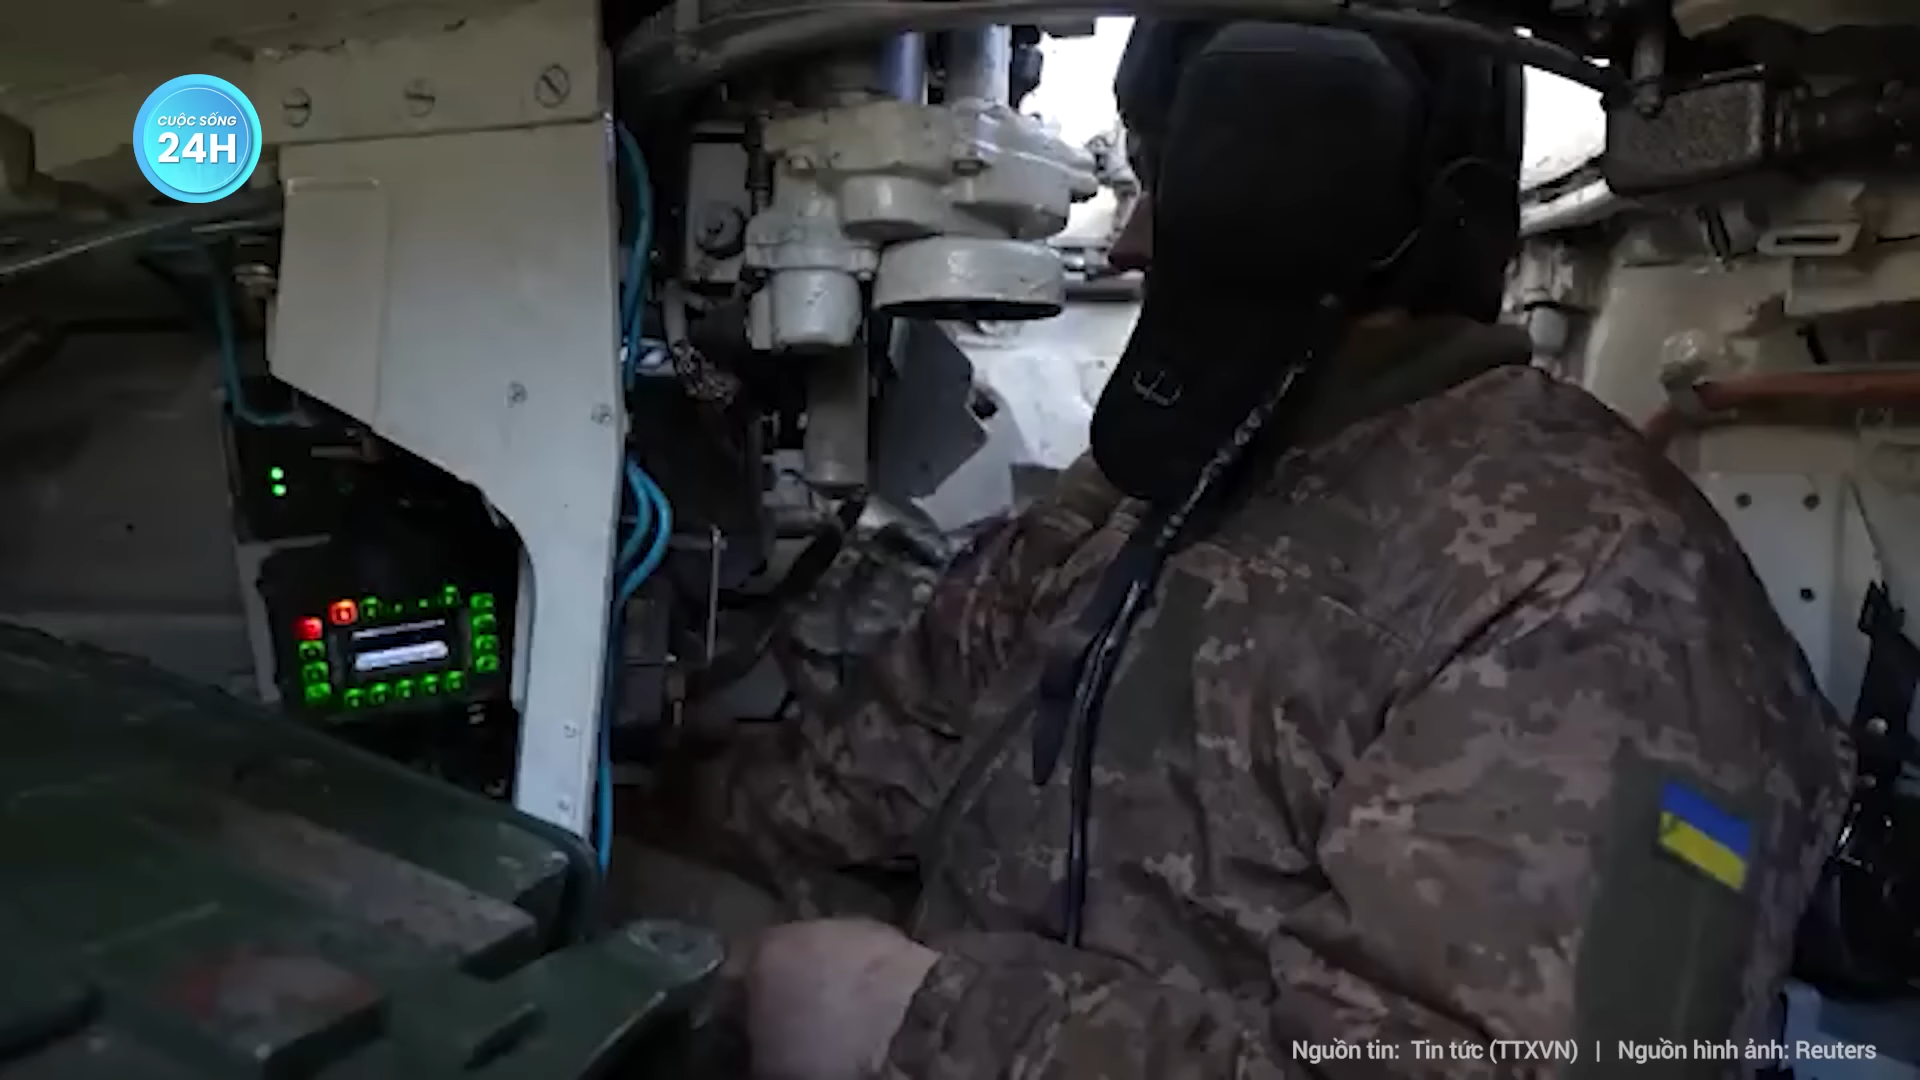 CUỘC SỐNG
24H
Nguồn tin: Tin tức (TTXVN) | Nguồn hình ảnh: Reuters